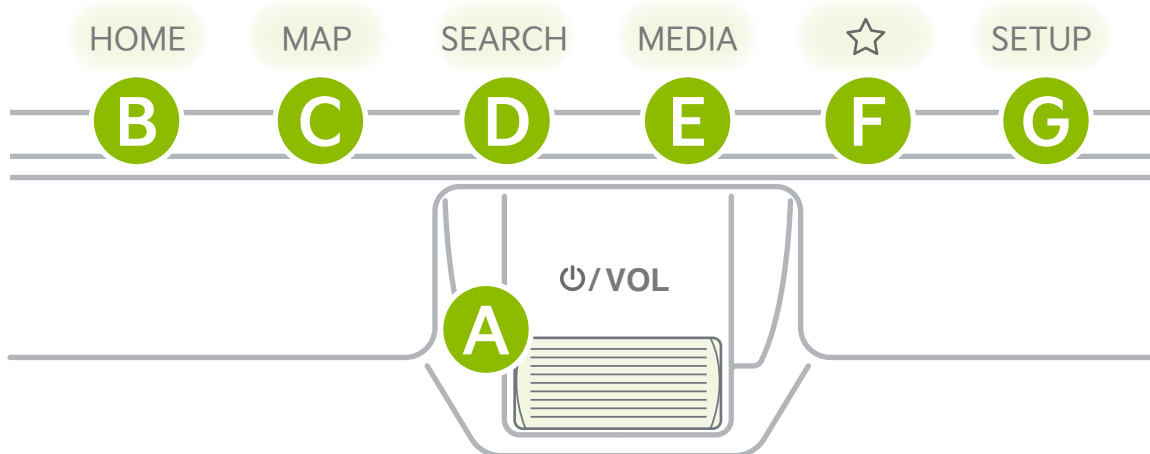 HOME MAP SEARCH MEDIA ☆ SETUP
B C D E F G
⏻/VOL
A